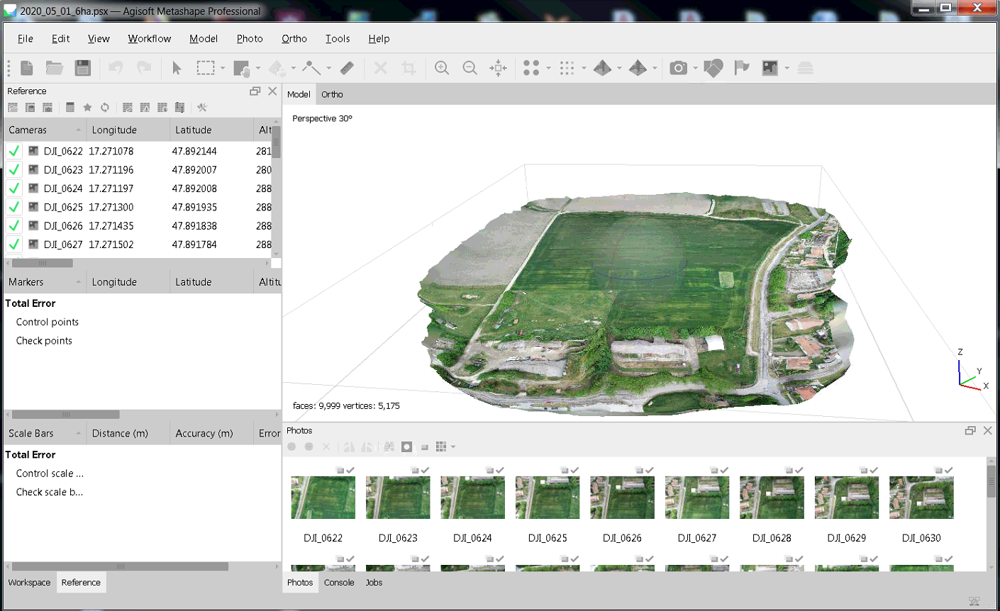 2020_05_01_6ha.psx — Agisoft Metashape Professional
File Edit View Workflow Model Photo Ortho Tools Help
Reference
Cameras Longitude Latitude Alt
DJI_0622 17.271078 47.892144 281
DJI_0623 17.271196 47.892007 280
DJI_0624 17.271197 47.892008 288
DJI_0625 17.271300 47.891935 288
DJI_0626 17.271435 47.891838 288
DJI_0627 17.271502 47.891784 288
Markers Longitude Latitude Altitu
Total Error
Control points
Check points
Scale Bars Distance (m) Accuracy (m) Error
Total Error
Control scale ...
Check scale b...
Workspace Reference
Model Ortho
Perspective 30°
Z
Y
X
faces: 9,999 vertices: 5,175
Photos
DJI_0622 DJI_0623 DJI_0624 DJI_0625 DJI_0626 DJI_0627 DJI_0628 DJI_0629 DJI_0630
Photos Console Jobs